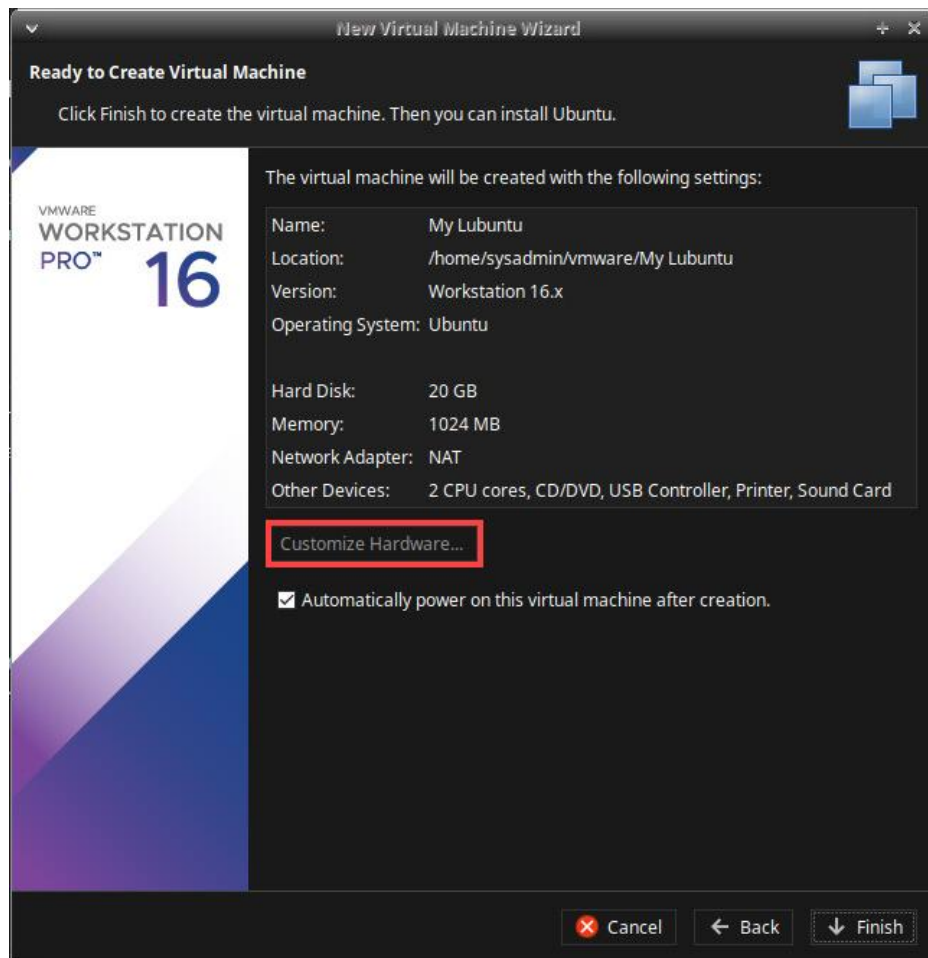 New Virtual Machine Wizard
Ready to Create Virtual Machine
Click Finish to create the virtual machine. Then you can install Ubuntu.
VMWARE
WORKSTATION
PRO™ 16
The virtual machine will be created with the following settings:
Name: My Lubuntu
Location: /home/sysadmin/vmware/My Lubuntu
Version: Workstation 16.x
Operating System: Ubuntu
Hard Disk: 20 GB
Memory: 1024 MB
Network Adapter: NAT
Other Devices: 2 CPU cores, CD/DVD, USB Controller, Printer, Sound Card
Customize Hardware...
Automatically power on this virtual machine after creation.
Cancel Back Finish